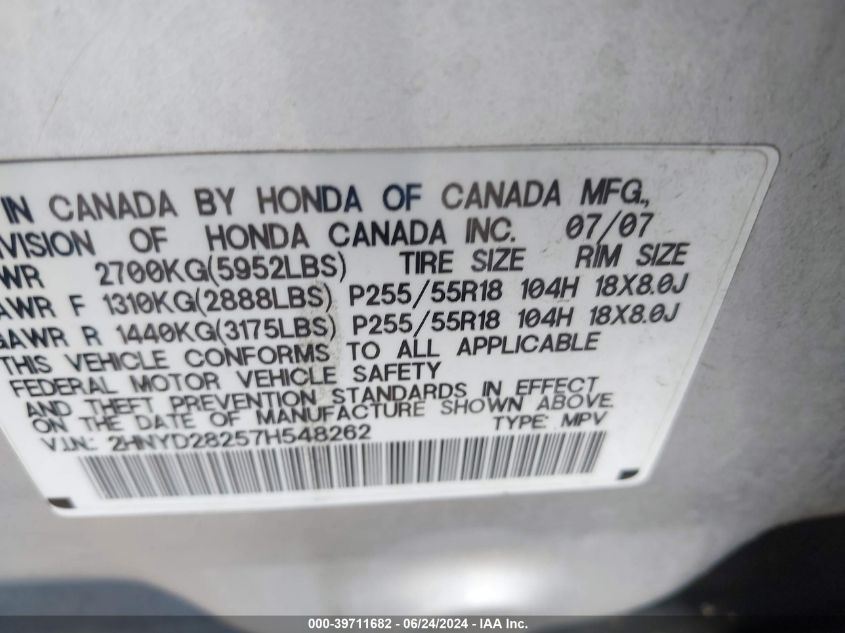 IN CANADA BY HONDA OF CANADA MFG.,
VISION OF HONDA CANADA INC. 07/07
WR 2700KG(5952LBS) TIRE SIZE RIM SIZE
AWR F 1310KG(2888LBS) P255/55R18 104H 18X8.0J
GAWR R 1440KG(3175LBS) P255/55R18 104H 18X8.0J
THIS VEHICLE CONFORMS TO ALL APPLICABLE
FEDERAL MOTOR VEHICLE SAFETY
AND THEFT PREVENTION STANDARDS IN EFFECT
ON THE DATE OF MANUFACTURE SHOWN ABOVE.
V.I.N.: 2HNYD28257H548262 TYPE: MPV
000-39711682 - 06/24/2024 - IAA Inc.